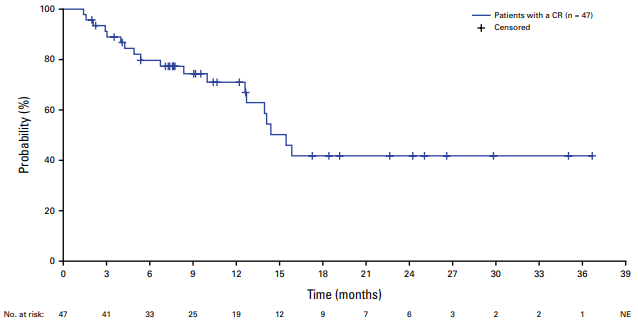 100
80
60
40
20
0
Probability (%)
Patients with a CR (n = 47)
Censored
0 3 6 9 12 15 18 21 24 27 30 33 36 39
Time (months)
No. at risk: 47 41 33 25 19 12 9 7 6 3 2 2 1 NE